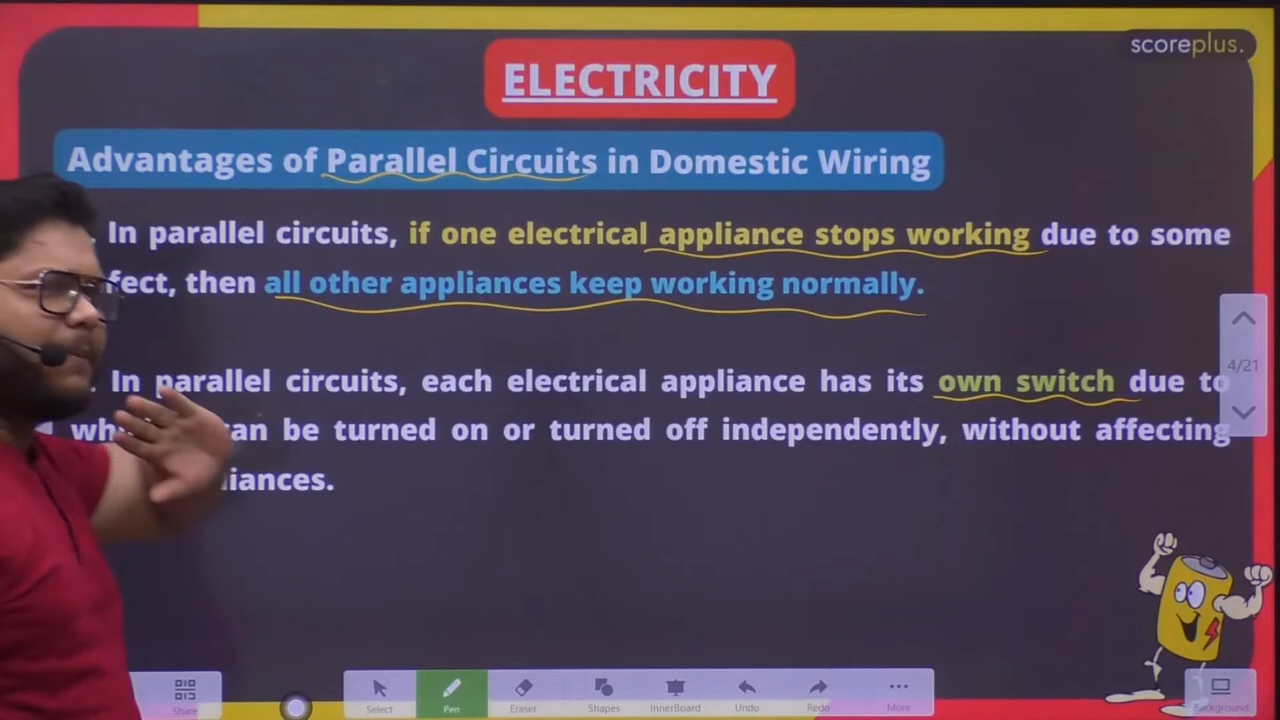 scoreplus.
ELECTRICITY
Advantages of Parallel Circuits in Domestic Wiring
. In parallel circuits, if one electrical appliance stops working due to some
fect, then all other appliances keep working normally.
. In parallel circuits, each electrical appliance has its own switch due to
wh can be turned on or turned off independently, without affecting
liances.
4/21
Share
Select
Pen
Eraser
Shapes
InnerBoard
Undo
Redo
More
Background